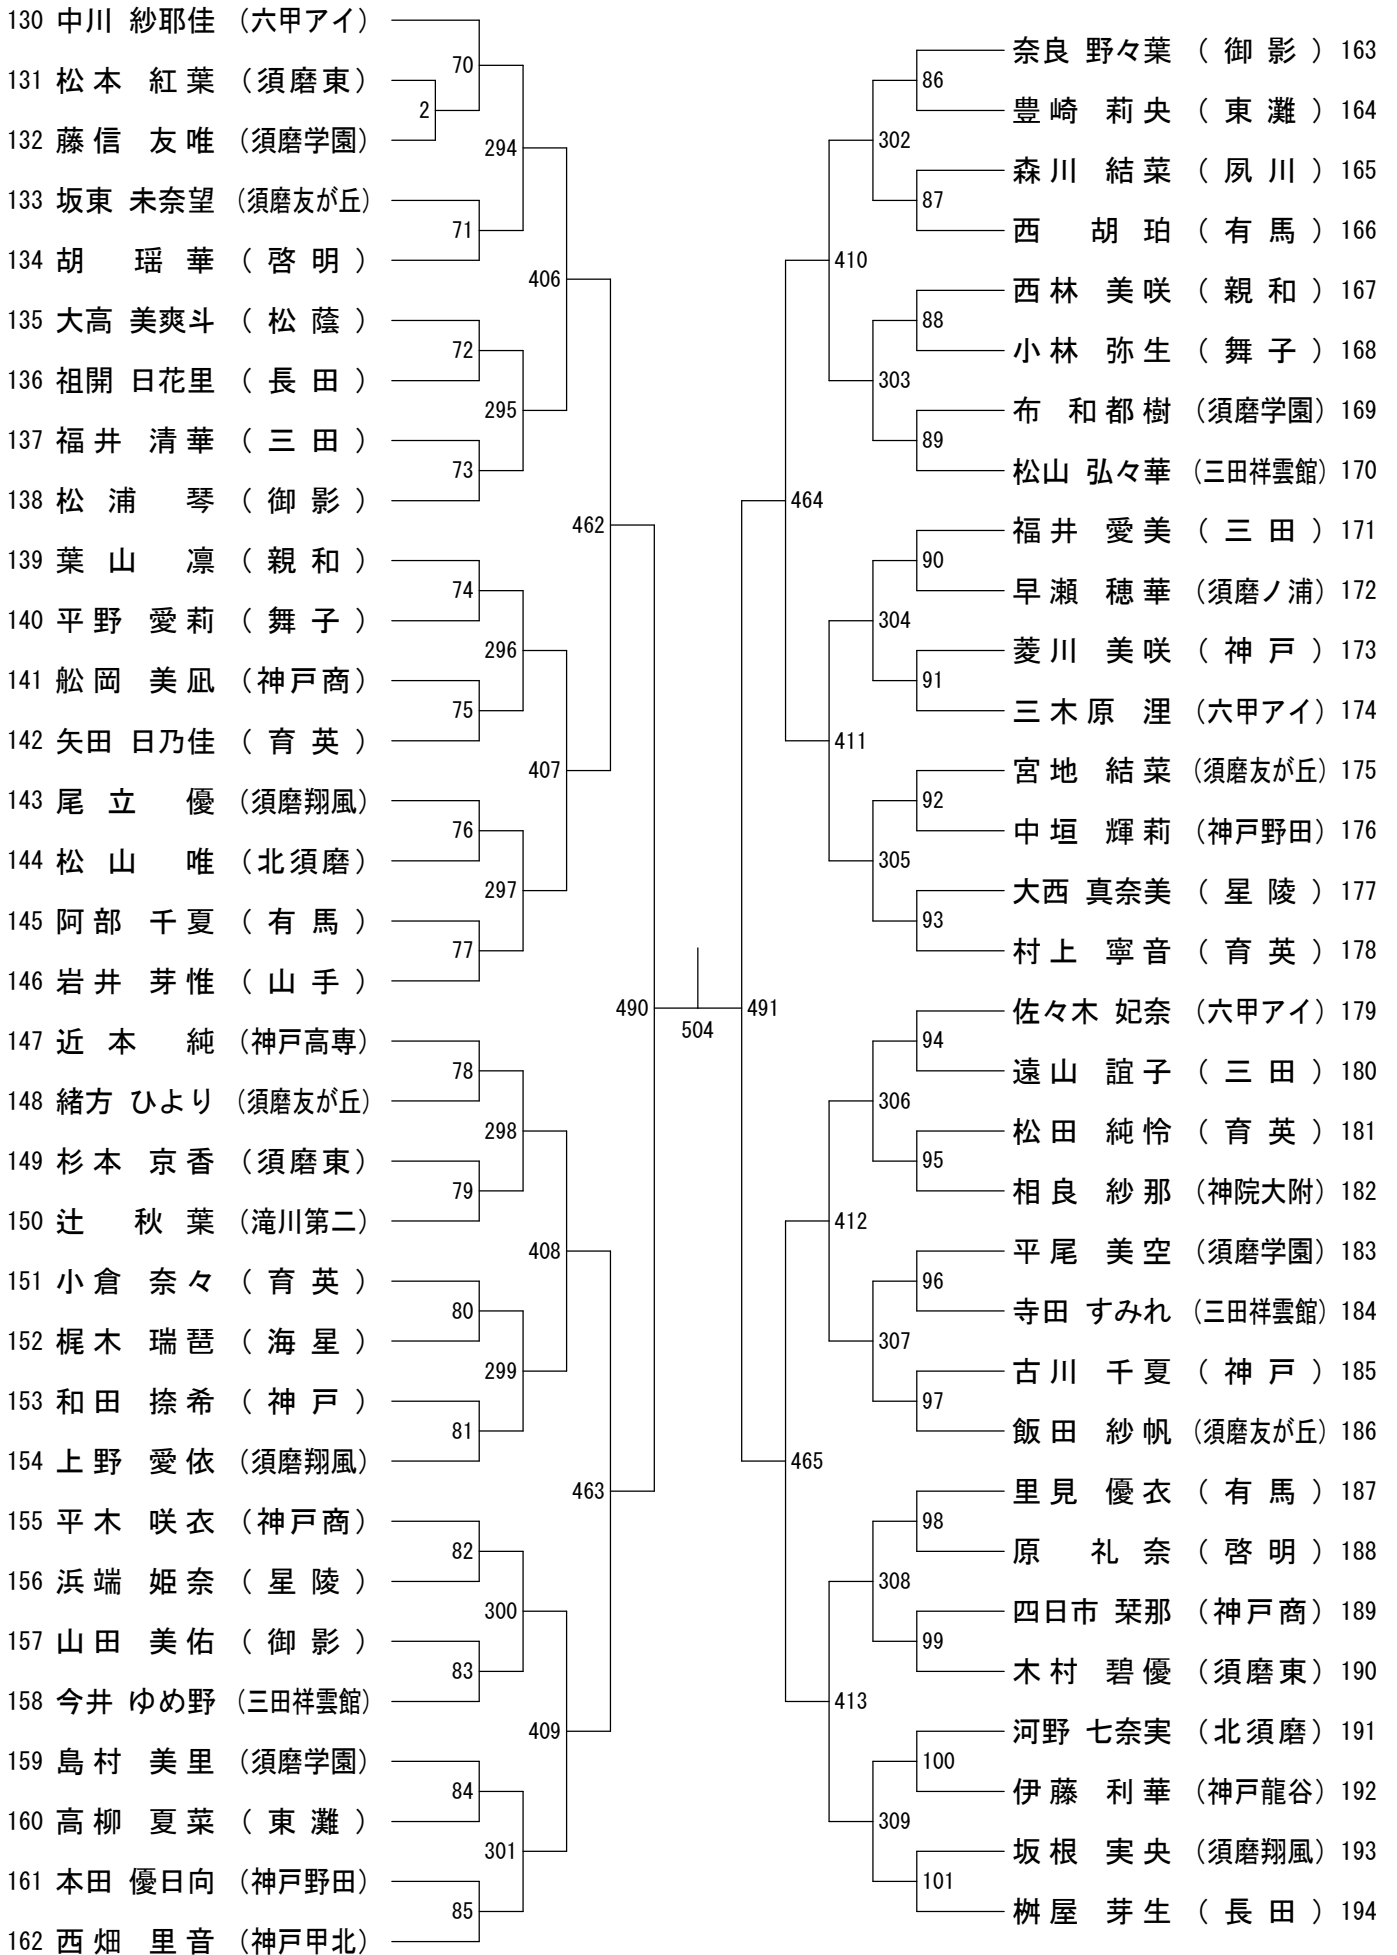 130 中川 紗耶佳 (六甲アイ)
131 松本 紅葉 (須磨東)
132 藤信 友唯 (須磨学園)
133 坂東 未奈望 (須磨友が丘)
134 胡 瑶華 (啓明)
135 大高 美爽斗 (松蔭)
136 祖開 日花里 (長田)
137 福井 清華 (三田)
138 松浦 琴 (御影)
139 葉山 凛 (親和)
140 平野 愛莉 (舞子)
141 舩岡 美凪 (神戸商)
142 矢田 日乃佳 (育英)
143 尾立 優 (須磨翔風)
144 松山 唯 (北須磨)
145 阿部 千夏 (有馬)
146 岩井 芽惟 (山手)
147 近本 純 (神戸高専)
148 緒方 ひより (須磨友が丘)
149 杉本 京香 (須磨東)
150 辻 秋葉 (滝川第二)
151 小倉 奈々 (育英)
152 梶木 瑞琶 (海星)
153 和田 捺希 (神戸)
154 上野 愛依 (須磨翔風)
155 平木 咲衣 (神戸商)
156 浜端 姫奈 (星陵)
157 山田 美佑 (御影)
158 今井 ゆめ野 (三田祥雲館)
159 島村 美里 (須磨学園)
160 高柳 夏菜 (東灘)
161 本田 優日向 (神戸野田)
162 西畑 里音 (神戸甲北)
2
70
71
72
73
74
75
76
77
78
79
80
81
82
83
84
85
294
295
296
297
298
299
300
301
406
407
408
409
462
463
490
504
491
464
465
410
411
412
413
302
303
304
305
306
307
308
309
86
87
88
89
90
91
92
93
94
95
96
97
98
99
100
101
奈良 野々葉 (御影) 163
豊崎 莉央 (東灘) 164
森川 結菜 (夙川) 165
西 胡珀 (有馬) 166
西林 美咲 (親和) 167
小林 弥生 (舞子) 168
布 和都樹 (須磨学園) 169
松山 弘々華 (三田祥雲館) 170
福井 愛美 (三田) 171
早瀬 穂華 (須磨ノ浦) 172
菱川 美咲 (神戸) 173
三木原 浬 (六甲アイ) 174
宮地 結菜 (須磨友が丘) 175
中垣 輝莉 (神戸野田) 176
大西 真奈美 (星陵) 177
村上 寧音 (育英) 178
佐々木 妃奈 (六甲アイ) 179
遠山 誼子 (三田) 180
松田 純怜 (育英) 181
相良 紗那 (神院大附) 182
平尾 美空 (須磨学園) 183
寺田 すみれ (三田祥雲館) 184
古川 千夏 (神戸) 185
飯田 紗帆 (須磨友が丘) 186
里見 優衣 (有馬) 187
原 礼奈 (啓明) 188
四日市 栞那 (神戸商) 189
木村 碧優 (須磨東) 190
河野 七奈実 (北須磨) 191
伊藤 利華 (神戸龍谷) 192
坂根 実央 (須磨翔風) 193
桝屋 芽生 (長田) 194